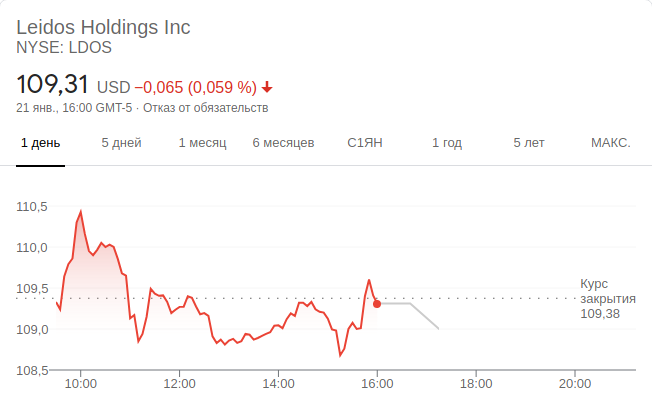 Leidos Holdings Inc
NYSE: LDOS
109,31 USD −0,065 (0,059 %) ↓
21 янв., 16:00 GMT-5 · Отказ от обязательств
1 день 5 дней 1 месяц 6 месяцев С1ЯН 1 год 5 лет МАКС.
110,5
110,0
109,5
109,0
108,5
Курс
закрытия
109,38
10:00 12:00 14:00 16:00 18:00 20:00